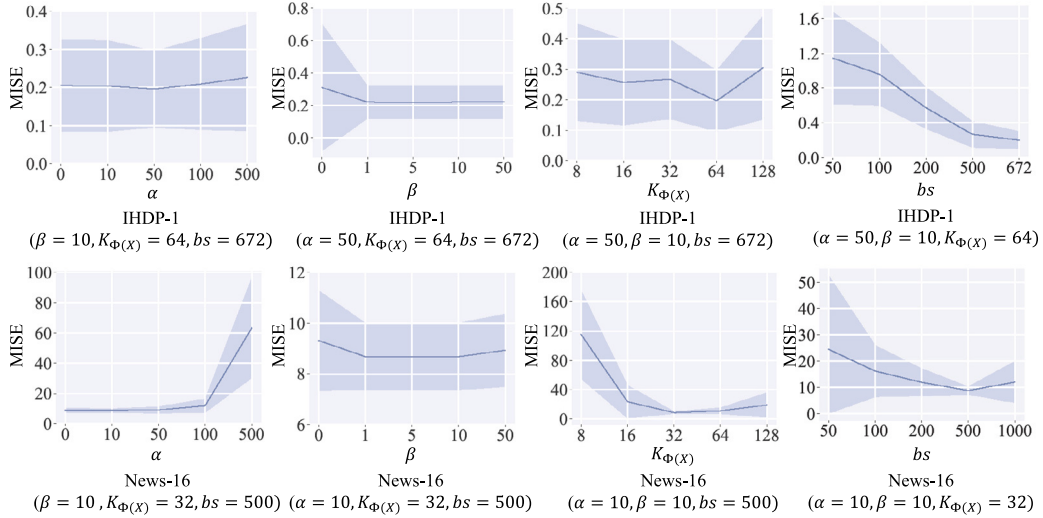 MISE
0.4
0.3
0.2
0.1
0.0
0 10 50 100 500
α
IHDP-1
(β = 10, K_Φ(X) = 64, bs = 672)
MISE
0.8
0.6
0.4
0.2
0.0
0 1 5 10 50
β
IHDP-1
(α = 50, K_Φ(X) = 64, bs = 672)
MISE
0.5
0.4
0.3
0.2
0.1
0.0
8 16 32 64 128
K_Φ(X)
IHDP-1
(α = 50, β = 10, bs = 672)
MISE
1.6
1.2
0.8
0.4
0.0
50 100 200 500 672
bs
IHDP-1
(α = 50, β = 10, K_Φ(X) = 64)
MISE
100
80
60
40
20
0
0 10 50 100 500
α
News-16
(β = 10 , K_Φ(X) = 32, bs = 500)
MISE
12
10
8
6
0 1 5 10 50
β
News-16
(α = 10, K_Φ(X) = 32, bs = 500)
MISE
200
160
120
80
40
0
8 16 32 64 128
K_Φ(X)
News-16
(α = 10, β = 10, bs = 500)
MISE
50
40
30
20
10
0
50 100 200 500 1000
bs
News-16
(α = 10, β = 10, K_Φ(X) = 32)